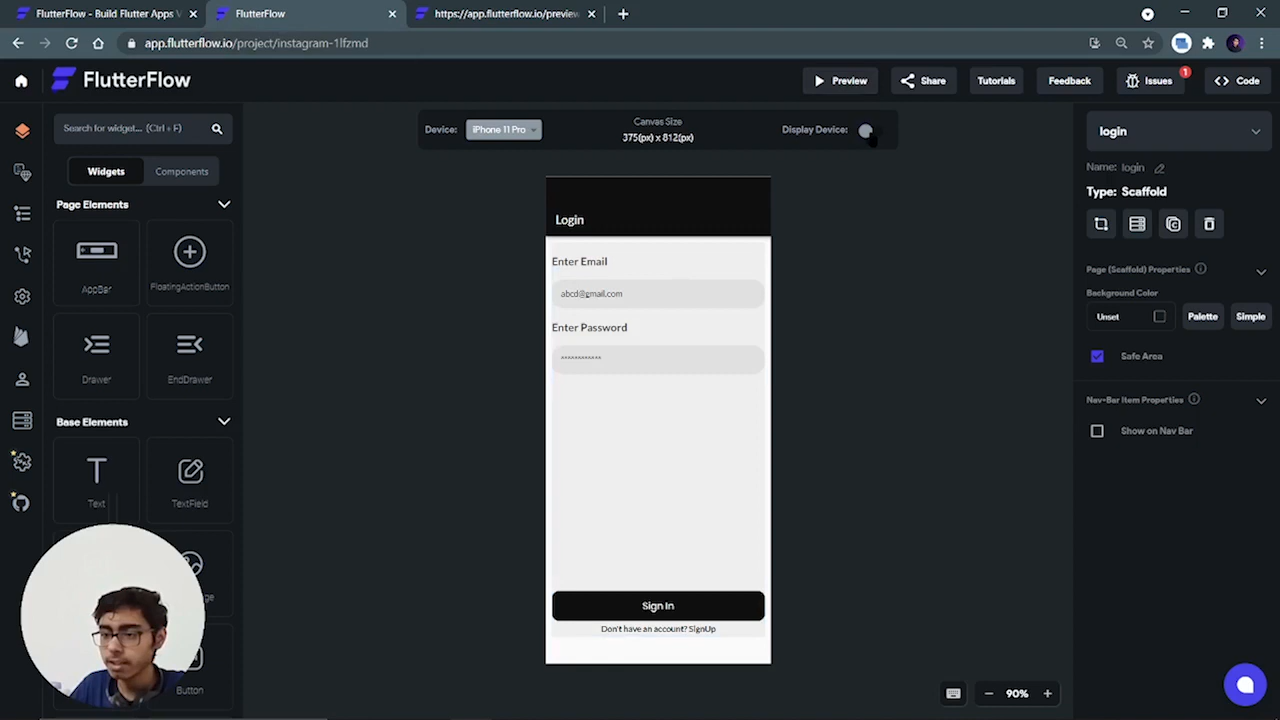 FlutterFlow - Build Flutter Apps V
FlutterFlow
https://app.flutterflow.io/preview
app.flutterflow.io/project/instagram-1lfzmd
FlutterFlow
Preview
Share
Tutorials
Feedback
Issues
1
Code
Search for widget... (Ctrl + F)
Widgets
Components
Page Elements
AppBar
FloatingActionButton
Drawer
EndDrawer
Base Elements
Text
TextField
Button
Device:
iPhone 11 Pro
Canvas Size
375(px) x 812(px)
Display Device:
Login
Enter Email
abcd@gmail.com
Enter Password
************
Sign In
Don't have an account? SignUp
login
Name: login
Type: Scaffold
Page (Scaffold) Properties
Background Color
Unset
Palette
Simple
Safe Area
Nav-Bar Item Properties
Show on Nav Bar
90%